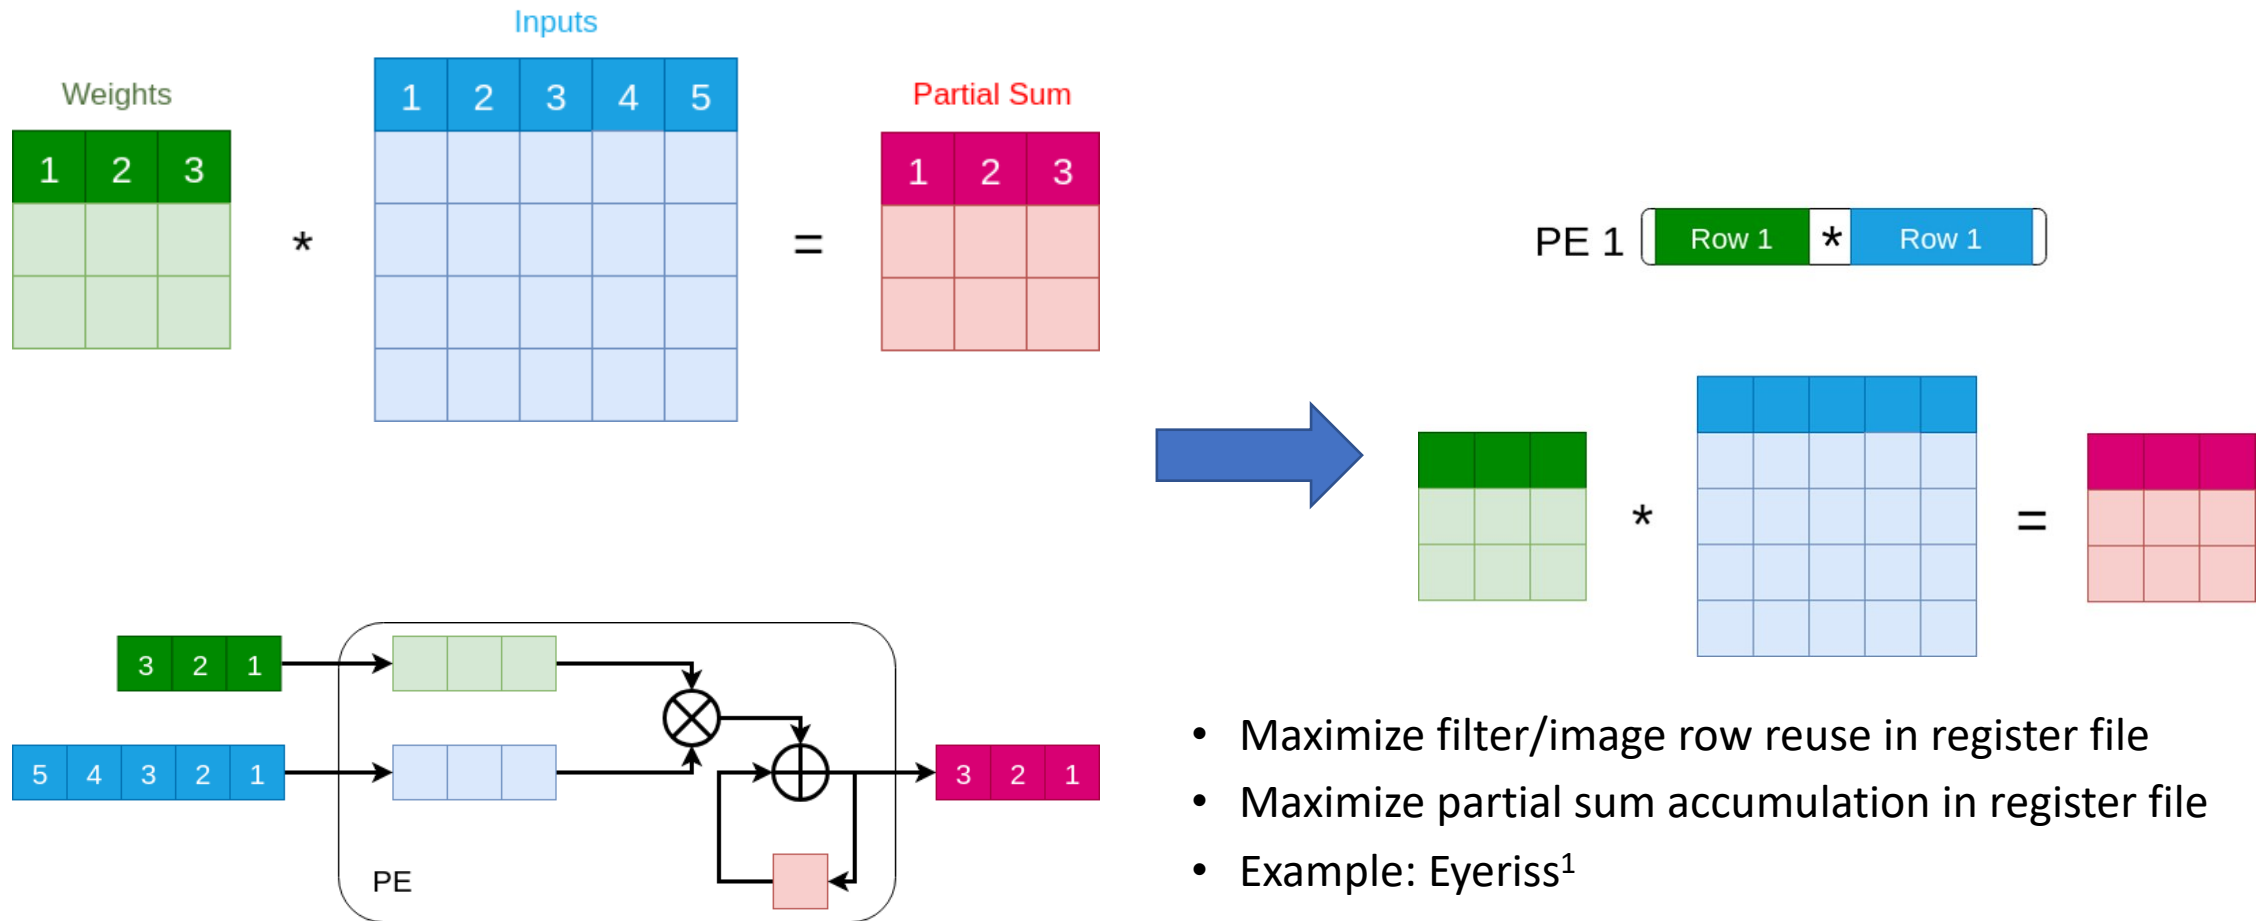 Inputs
Weights
Partial Sum
1 2 3 4 5
1 2 3
*
=
1 2 3
PE 1 Row 1 * Row 1
*
=
3 2 1
5 4 3 2 1
3 2 1
PE
• Maximize filter/image row reuse in register file
• Maximize partial sum accumulation in register file
• Example: Eyeriss¹